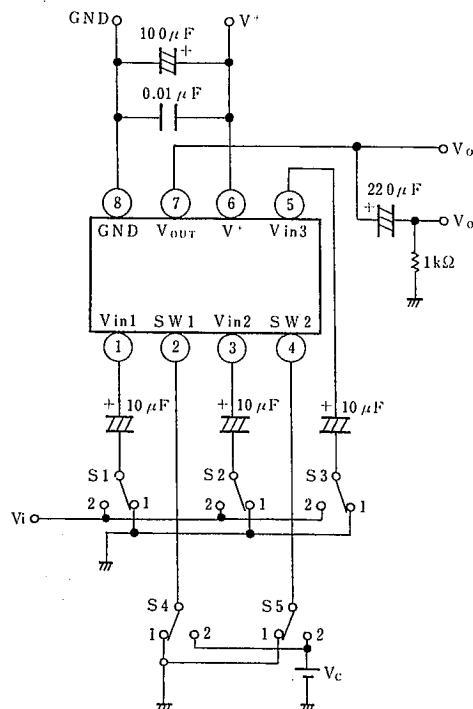 GND V⁺
100μF +
0.01μF
Vo
220μF
8 7 6 5
+ Vo
GND VOUT V⁺ Vin3
1kΩ
Vin1 SW1 Vin2 SW2
1 2 3 4
+ 10μF + 10μF + 10μF
S1 S2 S3
2 1 2 1 2 1
Vi
S4 S5
1 2 1 2
Vc